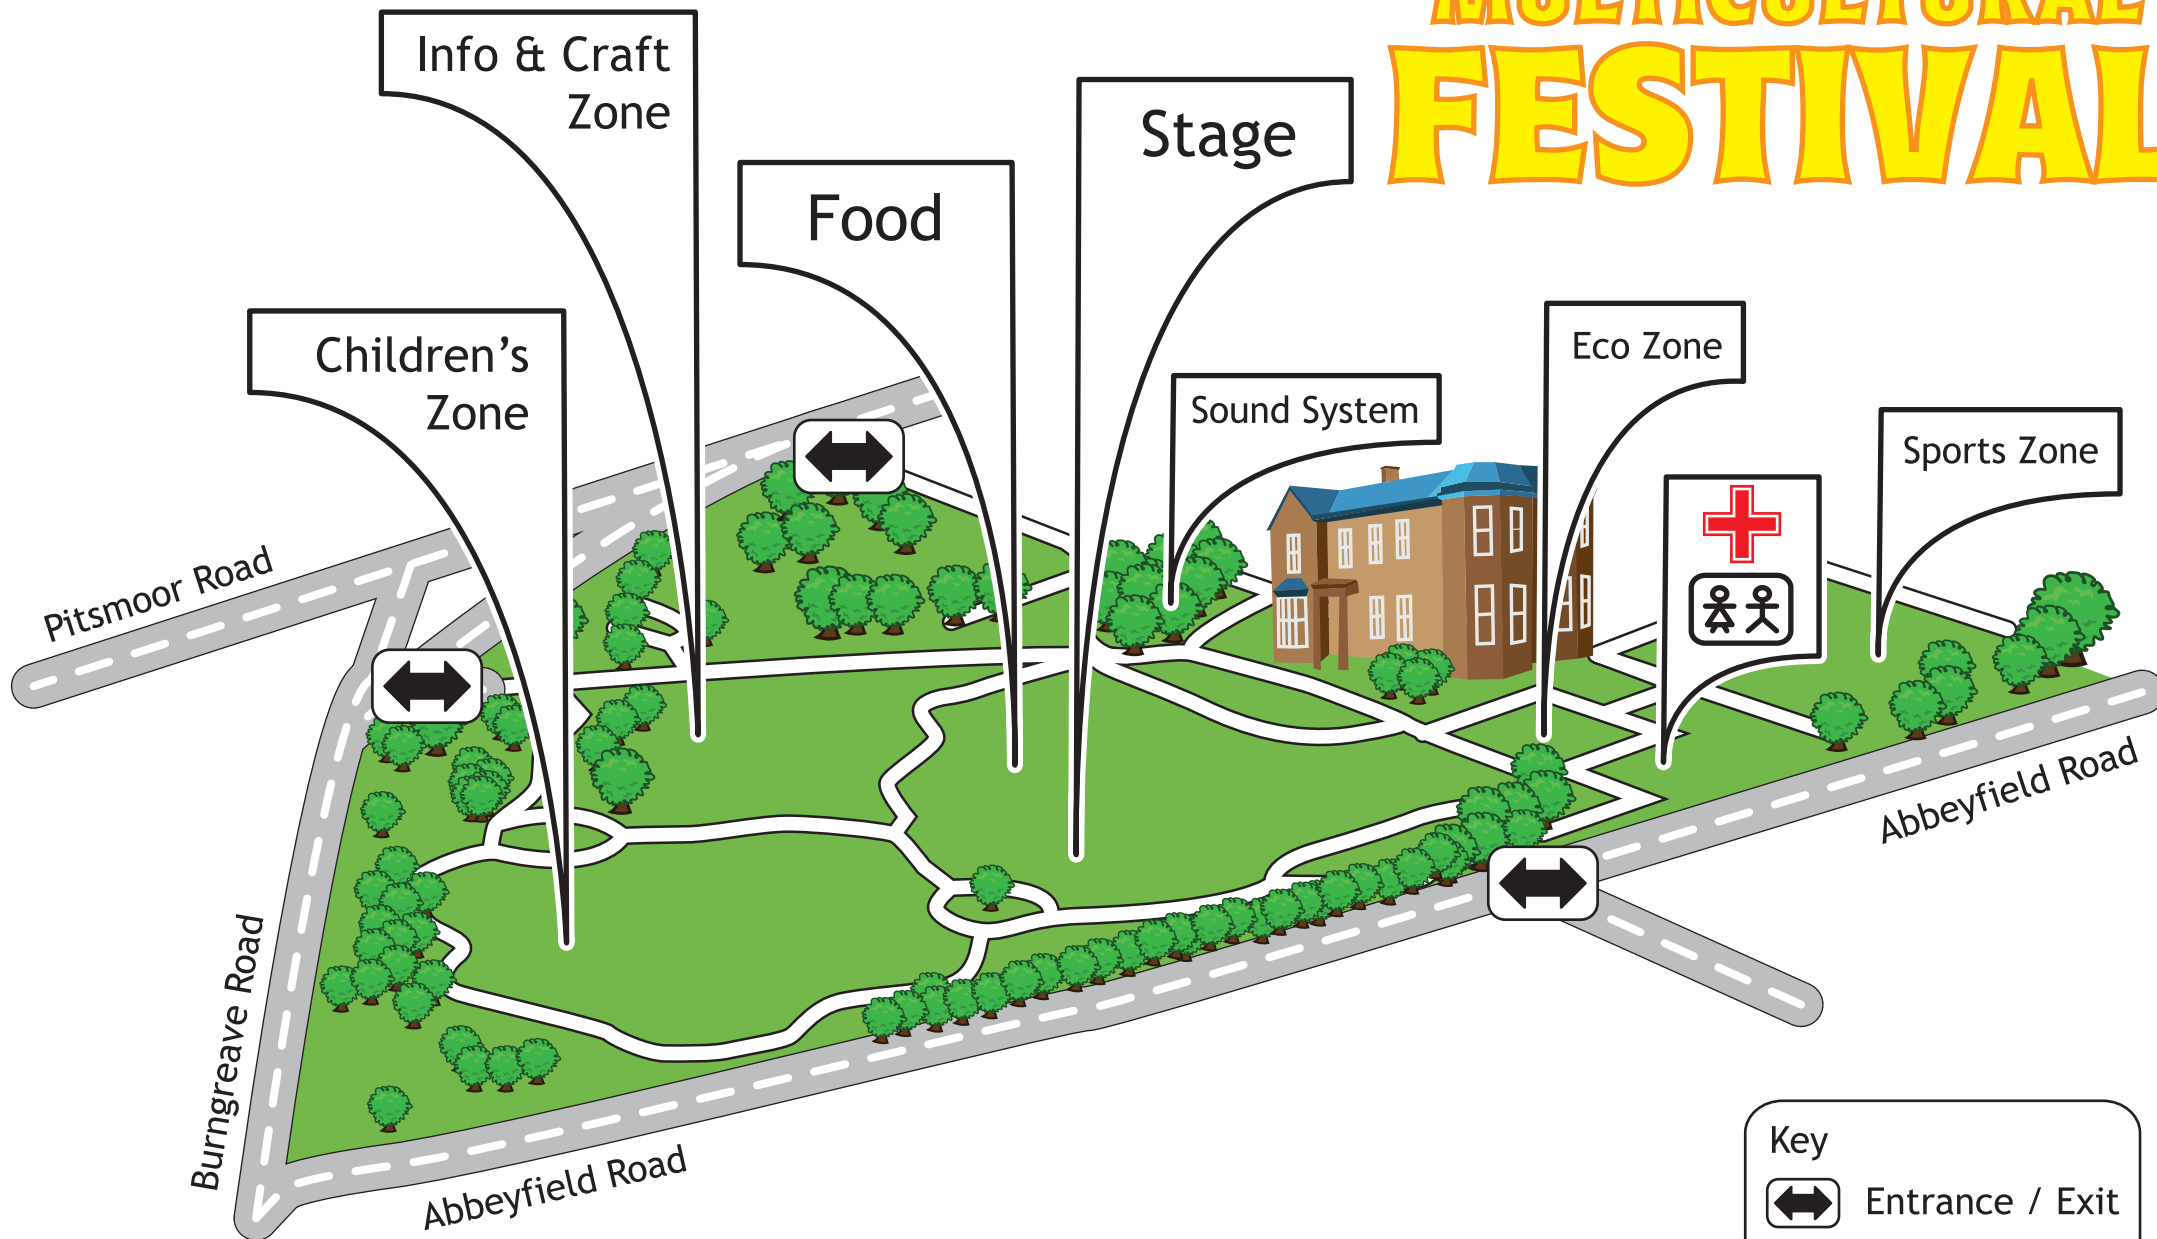 MULTICULTURAL
FESTIVAL
Info & Craft
Zone
Stage
Food
Children's
Zone
Eco Zone
Sound System
Sports Zone
Pitsmoor Road
Abbeyfield Road
Burngreave Road
Abbeyfield Road
Key
Entrance / Exit